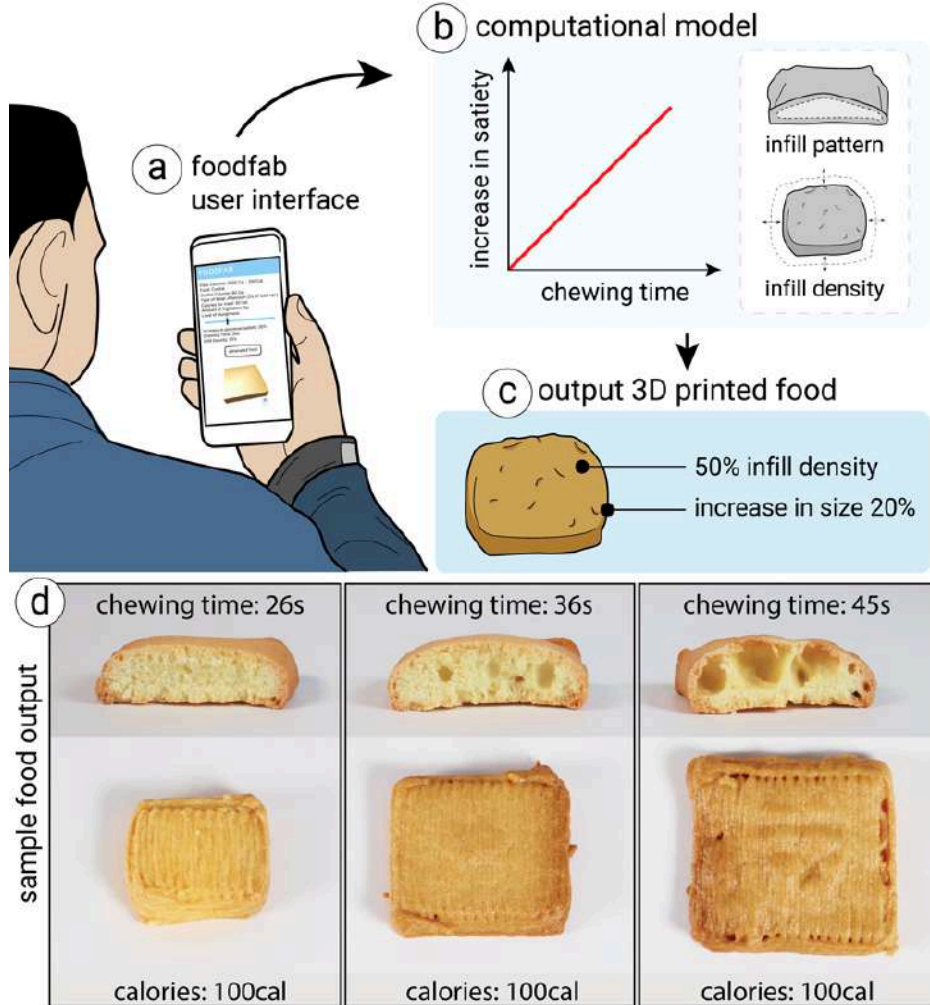 b computational model
increase in satiety
chewing time
infill pattern
infill density
a foodfab
user interface
FOODFAB
c output 3D printed food
50% infill density
increase in size 20%
d
sample food output
chewing time: 26s
chewing time: 36s
chewing time: 45s
calories: 100cal
calories: 100cal
calories: 100cal